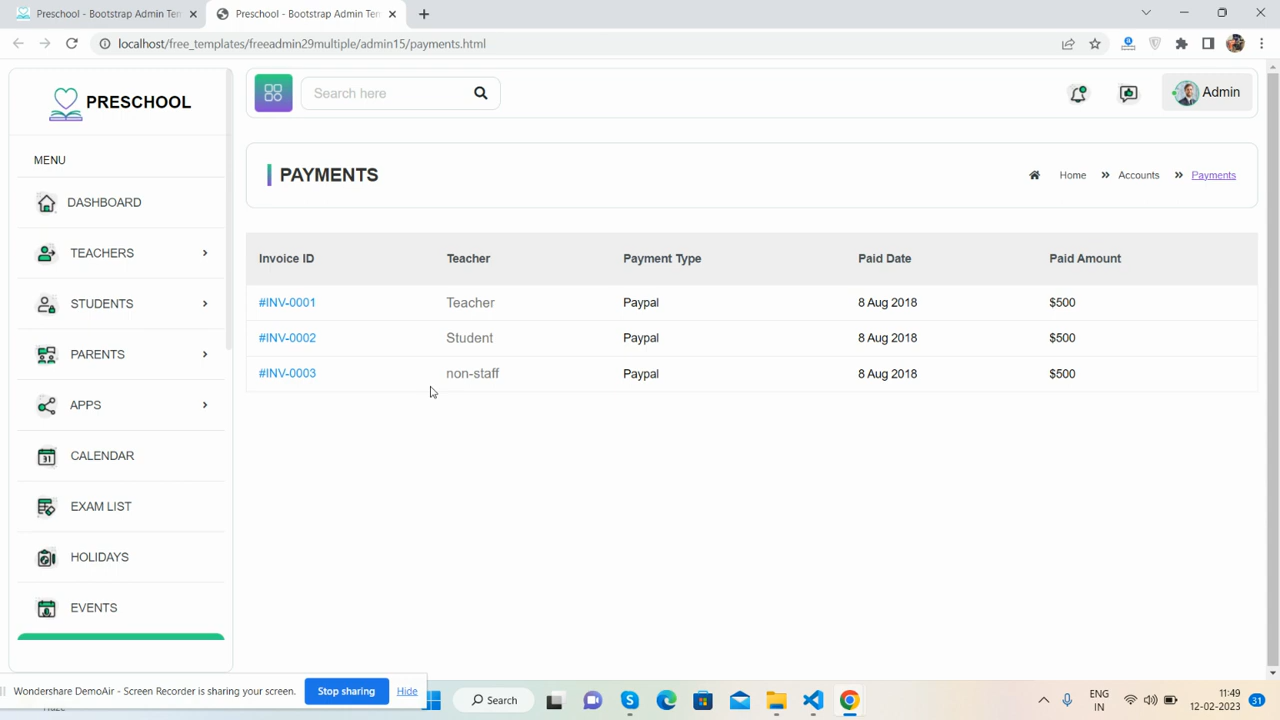 Preschool - Bootstrap Admin Ten
Preschool - Bootstrap Admin Ten
localhost/free_templates/freeadmin29multiple/admin15/payments.html
PRESCHOOL
Search here
Admin
MENU
PAYMENTS
Home » Accounts » Payments
DASHBOARD
TEACHERS
STUDENTS
PARENTS
APPS
CALENDAR
31
EXAM LIST
HOLIDAYS
EVENTS
Invoice ID Teacher Payment Type Paid Date Paid Amount
#INV-0001 Teacher Paypal 8 Aug 2018 $500
#INV-0002 Student Paypal 8 Aug 2018 $500
#INV-0003 non-staff Paypal 8 Aug 2018 $500
Wondershare DemoAir - Screen Recorder is sharing your screen. Stop sharing Hide
Search
ENG
IN
11:49
12-02-2023
31